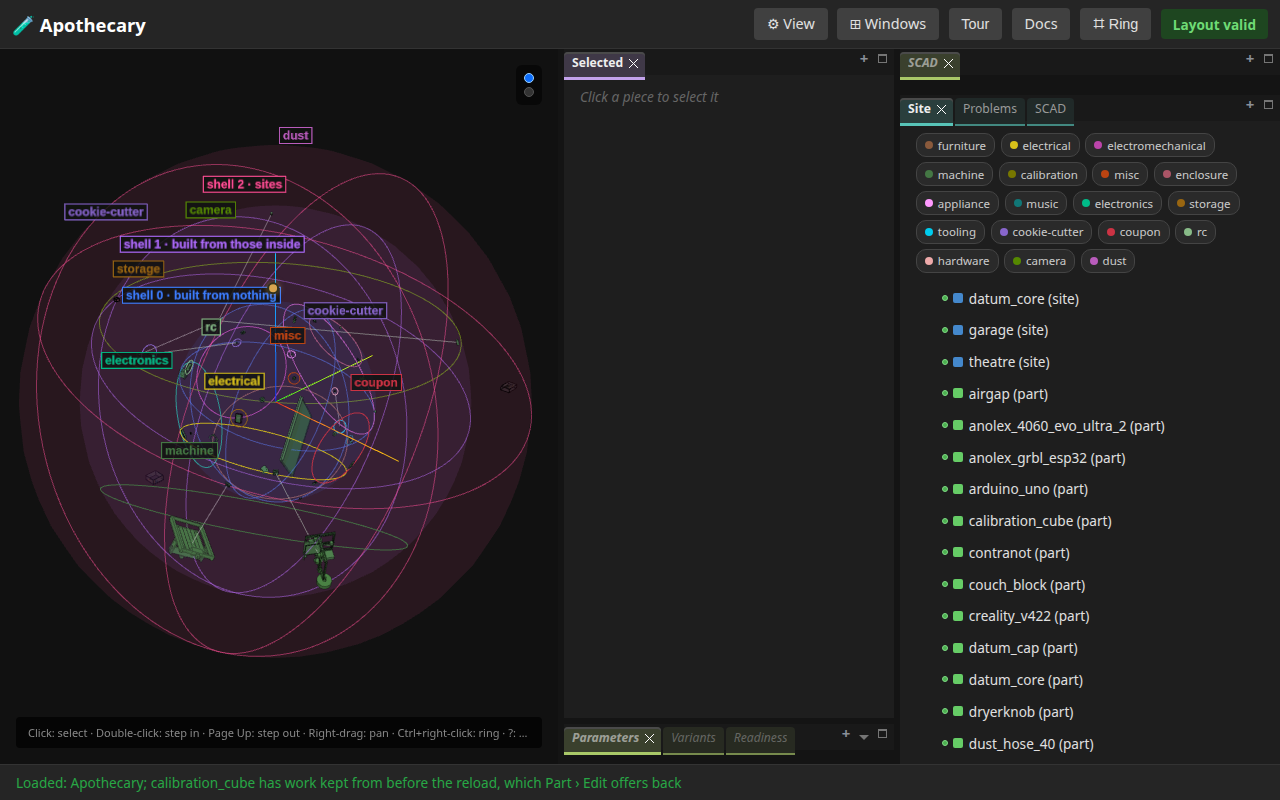 Apothecary
View
Windows
Tour
Docs
Ring
Layout valid
dust
shell 2 · sites
cookie-cutter
camera
shell 1 · built from those inside
storage
shell 0 · built from nothing
cookie-cutter
rc
misc
electronics
electrical
coupon
machine
Click: select · Double-click: step in · Page Up: step out · Right-drag: pan · Ctrl+right-click: ring · ?: ...
Selected
Click a piece to select it
Parameters
Variants
Readiness
SCAD
Site
Problems
SCAD
furniture
electrical
electromechanical
machine
calibration
misc
enclosure
appliance
music
electronics
storage
tooling
cookie-cutter
coupon
rc
hardware
camera
dust
datum_core (site)
garage (site)
theatre (site)
airgap (part)
anolex_4060_evo_ultra_2 (part)
anolex_grbl_esp32 (part)
arduino_uno (part)
calibration_cube (part)
contranot (part)
couch_block (part)
creality_v422 (part)
datum_cap (part)
datum_core (part)
dryerknob (part)
dust_hose_40 (part)
Loaded: Apothecary; calibration_cube has work kept from before the reload, which Part › Edit offers back